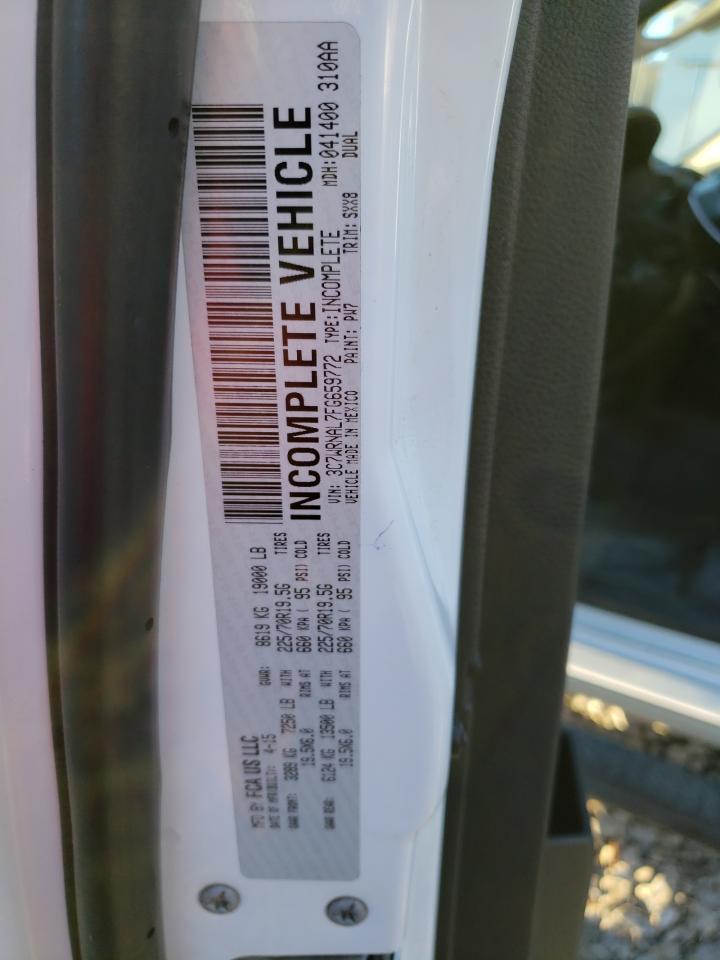 MFD BY FCA US LLC
DATE OF MFR: 4-15
GVWR: 8619 KG 19000 LB
GAWR FRONT: 3289 KG 7250 LB WITH 225/70R19.5G TIRES
19.5X6.0 RIMS AT 660 KPA ( 95 PSI) COLD
GAWR REAR: 6124 KG 13500 LB WITH 225/70R19.5G TIRES
19.5X6.0 RIMS AT 660 KPA ( 95 PSI) COLD
INCOMPLETE VEHICLE
VIN: 3C7WRNAL7FG659772 TYPE:INCOMPLETE MDH:041400 310AA
VEHICLE MADE IN MEXICO PAINT: PW7 TRIM: SXX8 DUAL